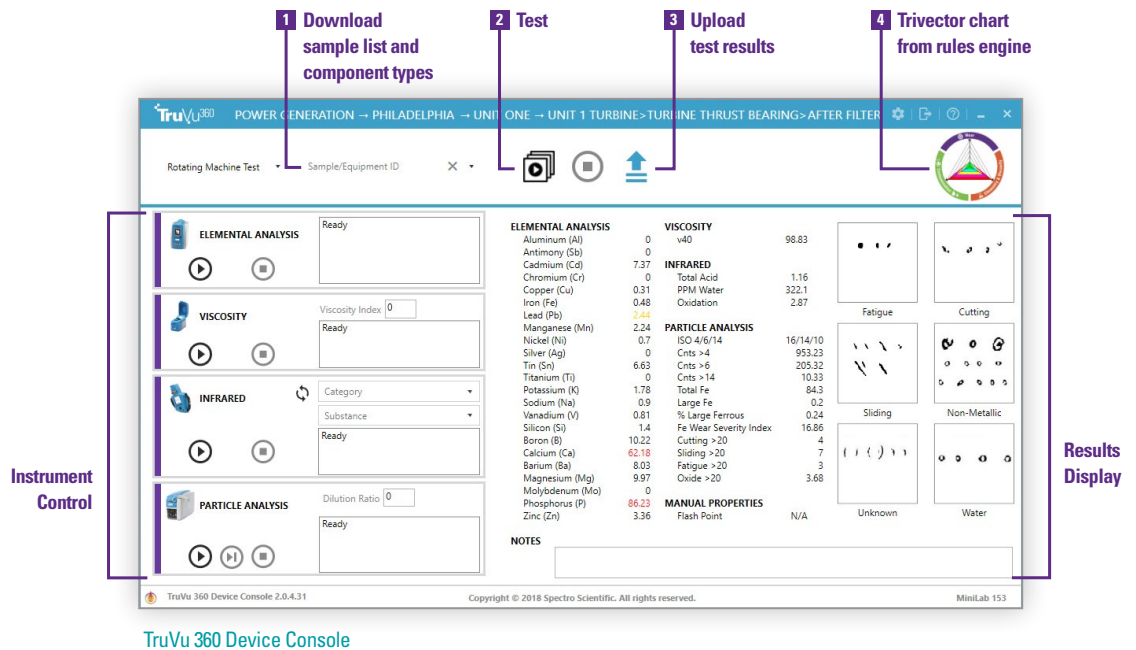 1 Download
sample list and
component types
2 Test
3 Upload
test results
4 Trivector chart
from rules engine
TruVu360 POWER GENERATION → PHILADELPHIA → UNIT ONE → UNIT 1 TURBINE>TURBINE THRUST BEARING>AFTER FILTER
Rotating Machine Test
Sample/Equipment ID
Instrument
Control
ELEMENTAL ANALYSIS
Ready
VISCOSITY
Viscosity Index 0
Ready
INFRARED
Category
Substance
Ready
PARTICLE ANALYSIS
Dilution Ratio 0
Ready
ELEMENTAL ANALYSIS
Aluminum (Al) 0
Antimony (Sb) 0
Cadmium (Cd) 7.37
Chromium (Cr) 0
Copper (Cu) 0.31
Iron (Fe) 0.48
Lead (Pb) 2.44
Manganese (Mn) 2.24
Nickel (Ni) 0.7
Silver (Ag) 0
Tin (Sn) 6.63
Titanium (Ti) 0
Potassium (K) 1.78
Sodium (Na) 0.9
Vanadium (V) 0.81
Silicon (Si) 1.4
Boron (B) 10.22
Calcium (Ca) 62.18
Barium (Ba) 8.03
Magnesium (Mg) 9.97
Molybdenum (Mo) 0
Phosphorus (P) 86.23
Zinc (Zn) 3.36
VISCOSITY
v40 98.83
INFRARED
Total Acid 1.16
PPM Water 322.1
Oxidation 2.87
PARTICLE ANALYSIS
ISO 4/6/14 16/14/10
Cnts >4 953.23
Cnts >6 205.32
Cnts >14 10.33
Total Fe 84.3
Large Fe 0.2
% Large Ferrous 0.24
Fe Wear Severity Index 16.86
Cutting >20 4
Sliding >20 7
Fatigue >20 3
Oxide >20 3.68
MANUAL PROPERTIES
Flash Point N/A
Fatigue
Cutting
Sliding
Non-Metallic
Unknown
Water
NOTES
Results
Display
TruVu 360 Device Console 2.0.4.31
Copyright © 2018 Spectro Scientific. All rights reserved.
MiniLab 153
TruVu 360 Device Console